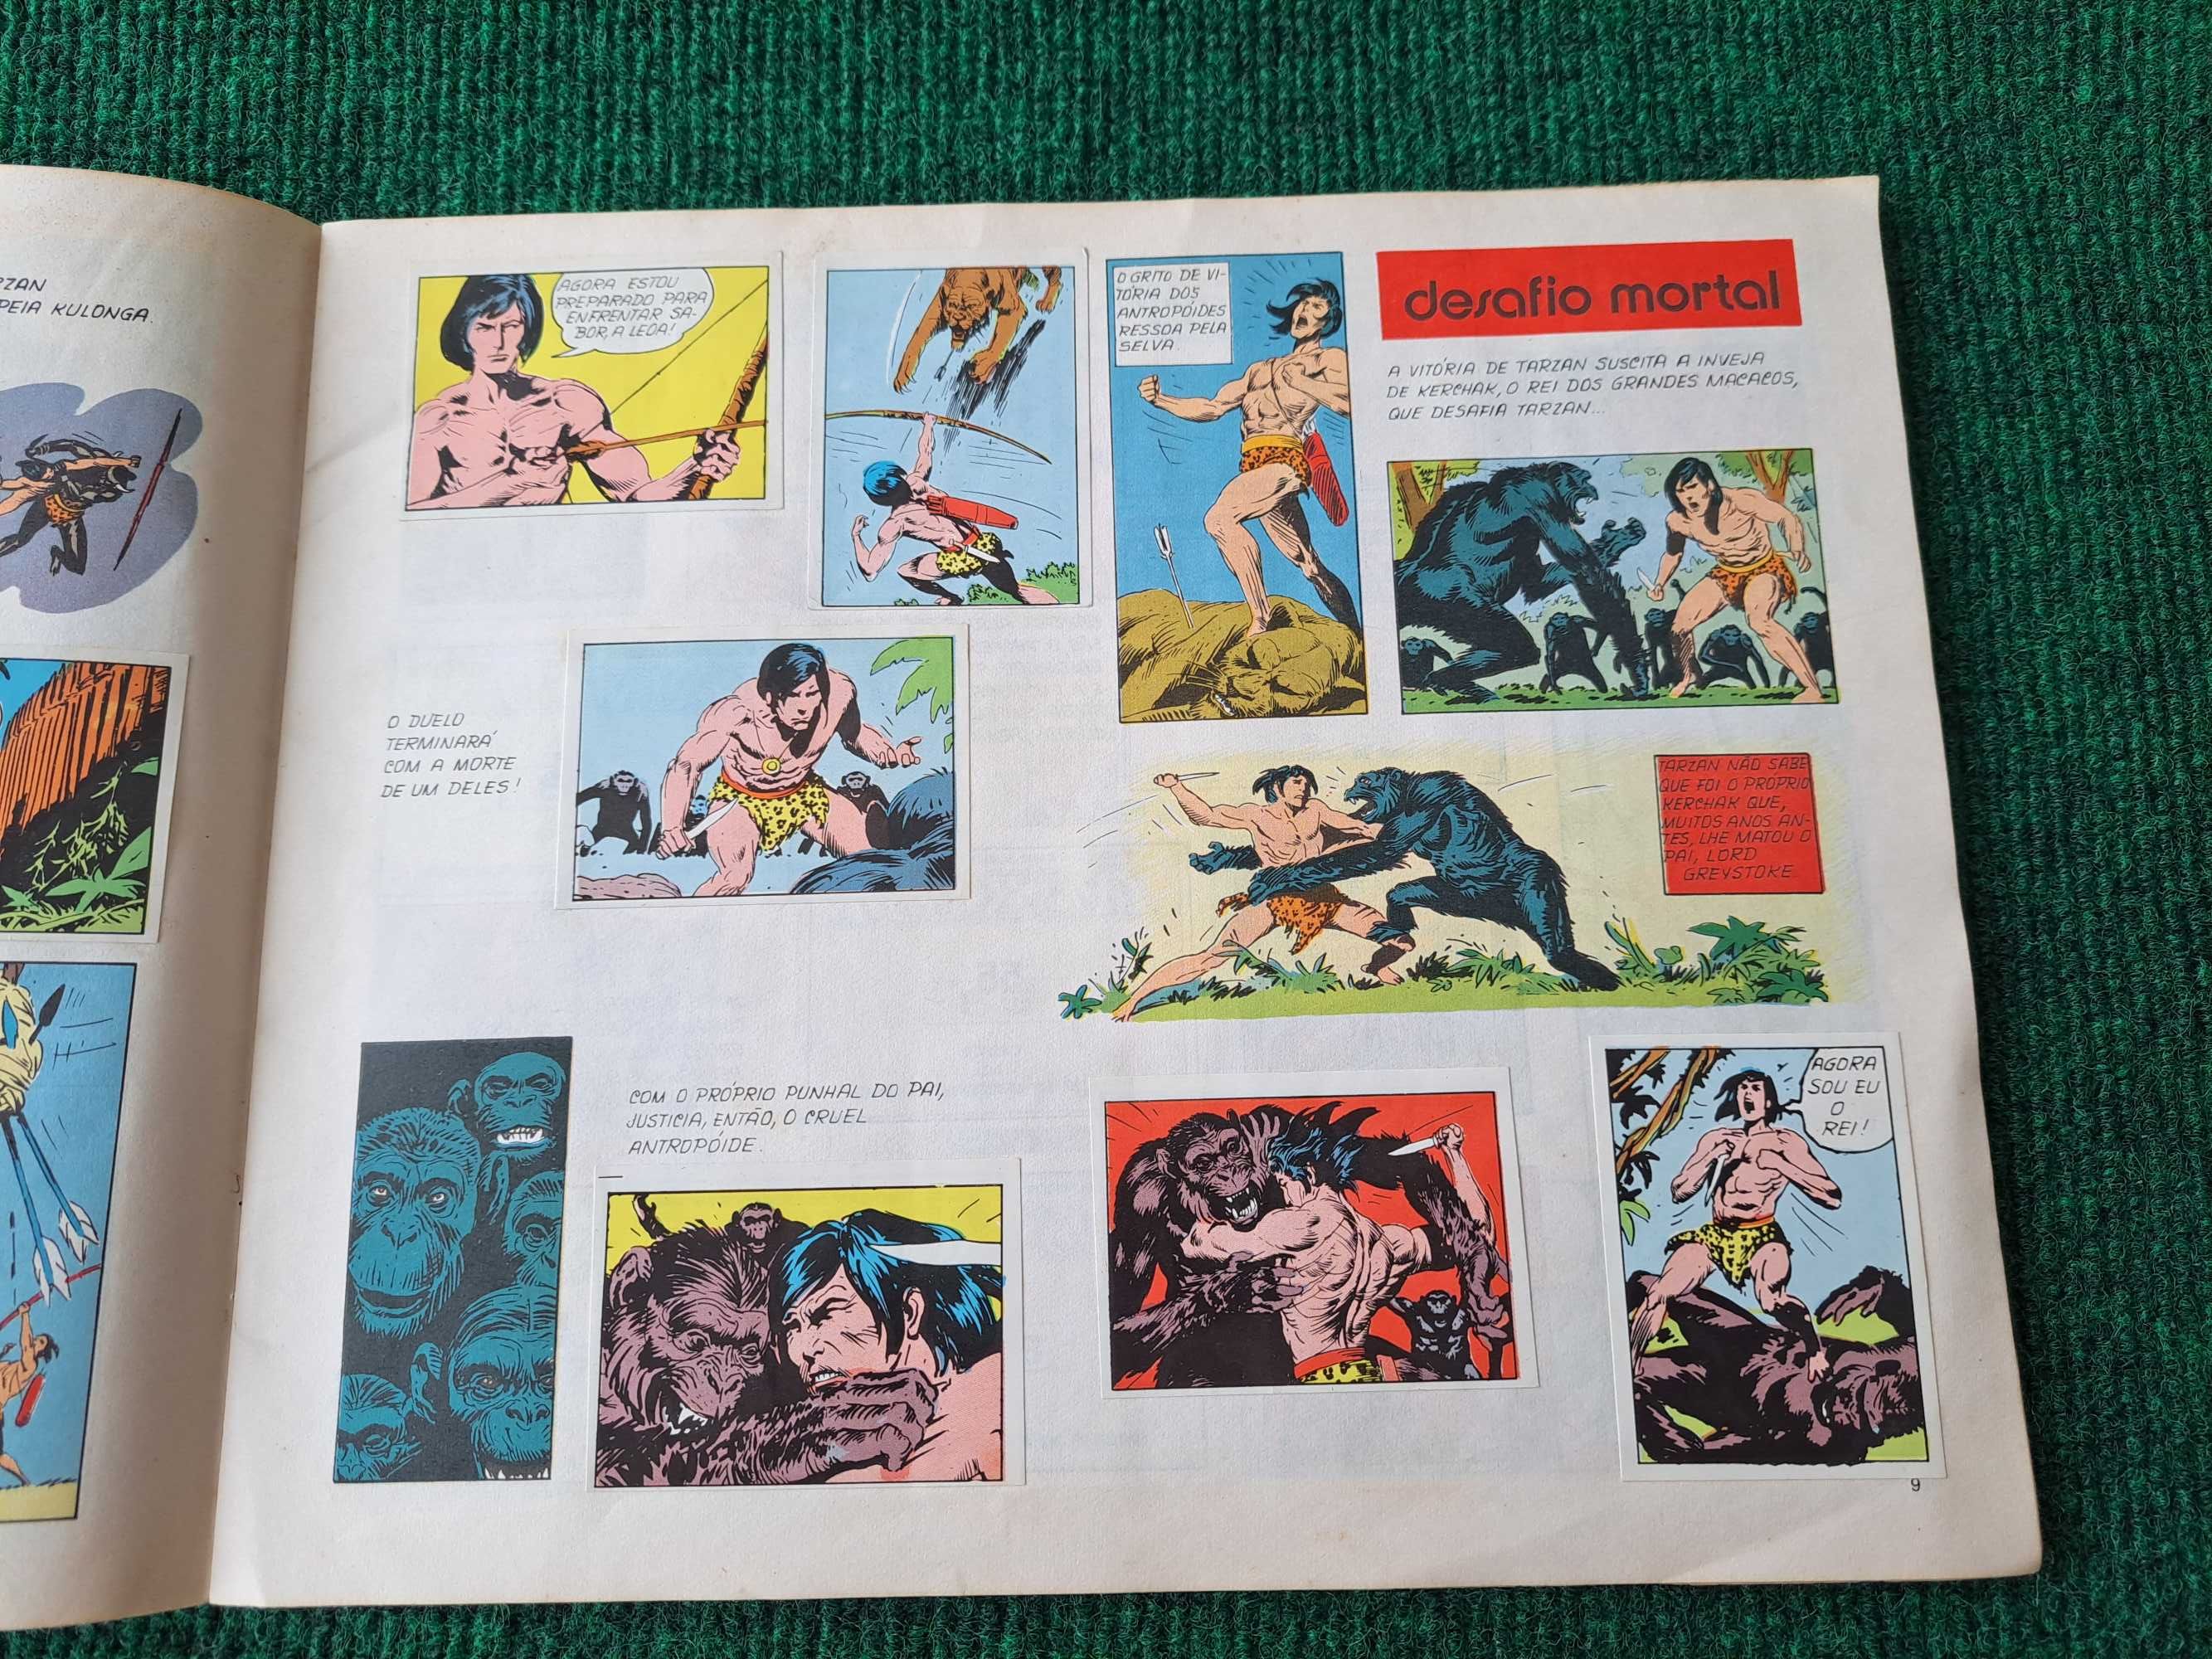 RZAN
PEIA KULONGA.
AGORA ESTOU
PREPARADO PARA
ENFRENTAR SA-
BOR, A LEOA!
O GRITO DE VI-
TÓRIA DOS
ANTROPÓIDES
RESSOA PELA
SELVA.
desafio mortal
A VITÓRIA DE TARZAN SUSCITA A INVEJA
DE KERCHAK, O REI DOS GRANDES MACACOS,
QUE DESAFIA TARZAN...
O DUELO
TERMINARÁ
COM A MORTE
DE UM DELES!
TARZAN NÃO SABE
QUE FOI O PRÓPRIO
KERCHAK QUE,
MUITOS ANOS AN-
TES, LHE MATOU O
PAI, LORD
GREYSTOKE.
COM O PRÓPRIO PUNHAL DO PAI,
JUSTICIA, ENTÃO, O CRUEL
ANTROPÓIDE.
AGORA
SOU EU
O
REI!
9